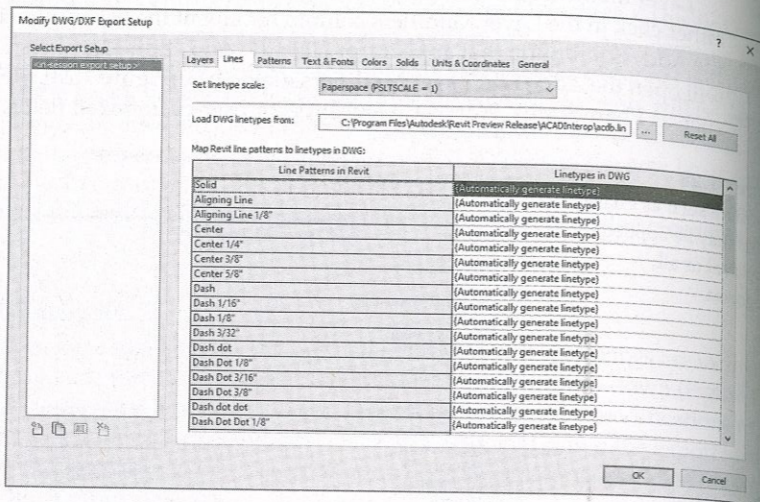 Modify DWG/DXF Export Setup
? X
Select Export Setup
<in-session export setup>
Layers Lines Patterns Text & Fonts Colors Solids Units & Coordinates General
Set linetype scale: Paperspace (PSLTSCALE = 1)
Load DWG linetypes from: C:\Program Files\Autodesk\Revit Preview Release\ACADInterop\acdb.lin ... Reset All
Map Revit line patterns to linetypes in DWG:
Line Patterns in Revit Linetypes in DWG
Solid {Automatically generate linetype}
Aligning Line {Automatically generate linetype}
Aligning Line 1/8" {Automatically generate linetype}
Center {Automatically generate linetype}
Center 1/4" {Automatically generate linetype}
Center 3/8" {Automatically generate linetype}
Center 5/8" {Automatically generate linetype}
Dash {Automatically generate linetype}
Dash 1/16" {Automatically generate linetype}
Dash 1/8" {Automatically generate linetype}
Dash 3/32" {Automatically generate linetype}
Dash dot {Automatically generate linetype}
Dash Dot 1/8" {Automatically generate linetype}
Dash Dot 3/16" {Automatically generate linetype}
Dash Dot 3/8" {Automatically generate linetype}
Dash dot dot {Automatically generate linetype}
Dash Dot Dot 1/8" {Automatically generate linetype}
OK Cancel